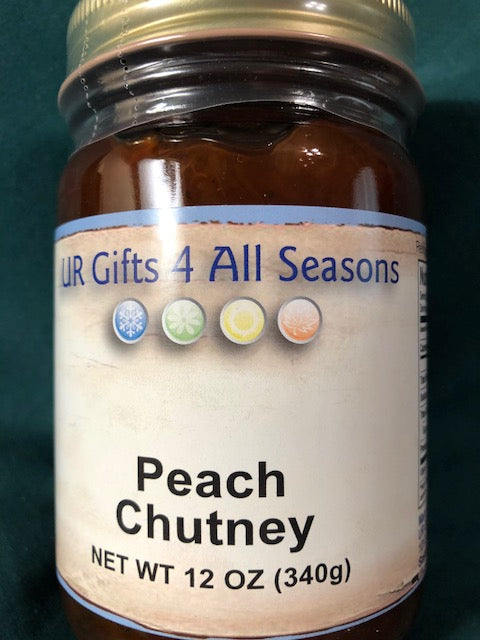 UR Gifts 4 All Seasons
Peach
Chutney
NET WT 12 OZ (340g)